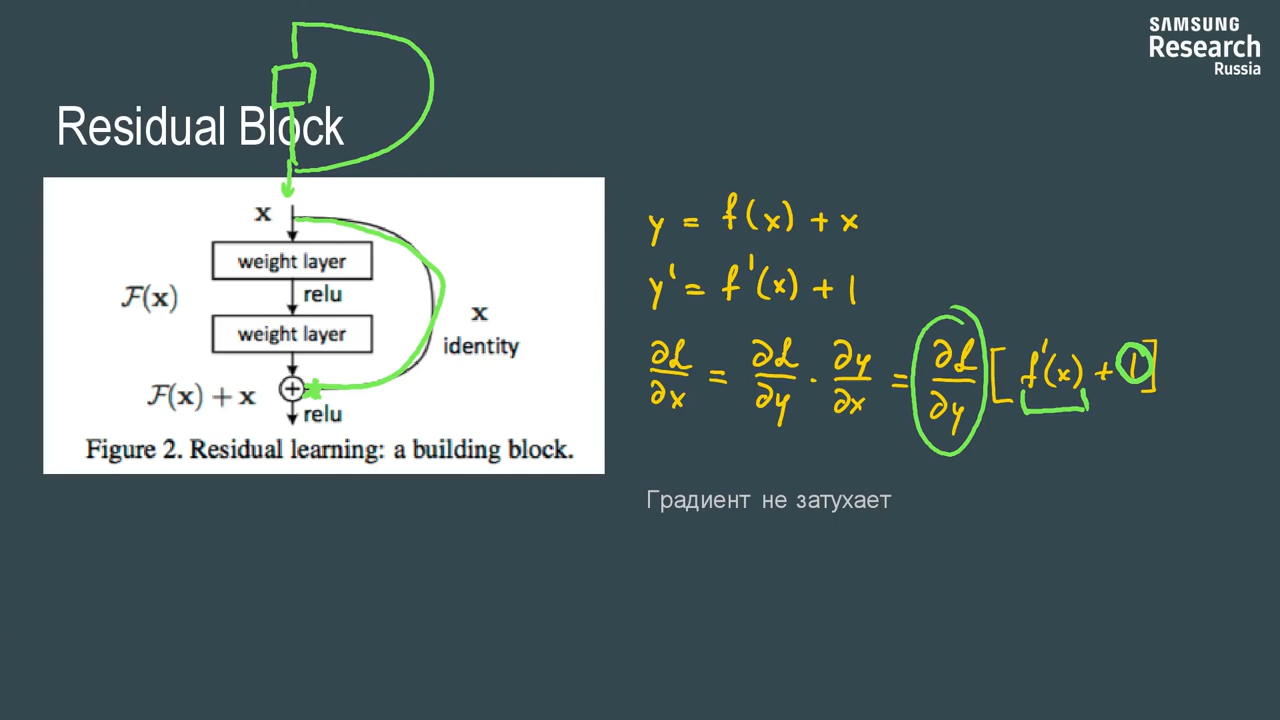 SAMSUNG
Research
Russia
Residual Block
x
weight layer
F(x)
relu
weight layer
x
identity
F(x) + x
+
relu
Figure 2. Residual learning: a building block.
y = f(x) + x
y' = f'(x) + 1
∂L/∂x = ∂L/∂y · ∂y/∂x = ∂L/∂y [ f'(x) + 1 ]
Градиент не затухает